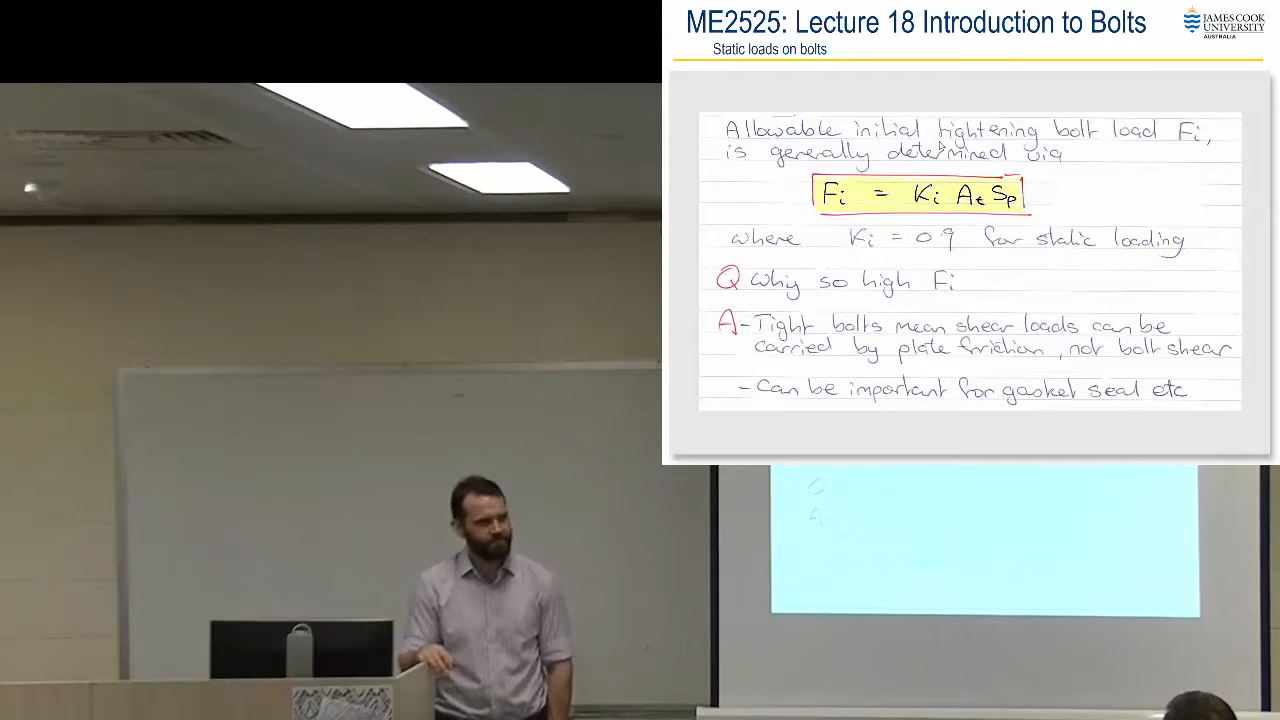 ME2525: Lecture 18 Introduction to Bolts
Static loads on bolts
JAMES COOK
UNIVERSITY
AUSTRALIA
Allowable initial tightening bolt load Fi,
is generally determined via
Fi = Ki At Sp
where Ki = 0.9 for static loading
Q Why so high Fi
A - Tight bolts mean shear loads can be
carried by plate friction, not bolt shear
- Can be important for gasket seal etc